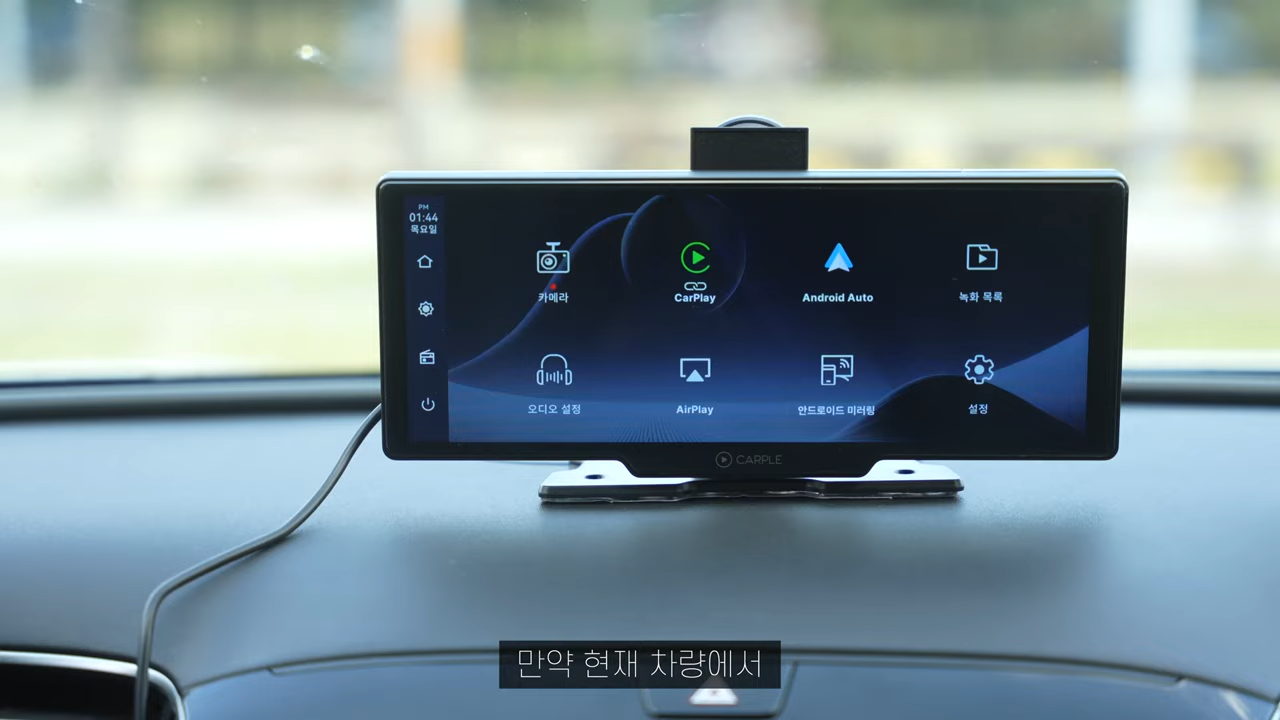 PM
01:44
목요일
카메라
CarPlay
Android Auto
녹화 목록
오디오 설정
AirPlay
안드로이드 미러링
설정
CARPLE
만약 현재 차량에서